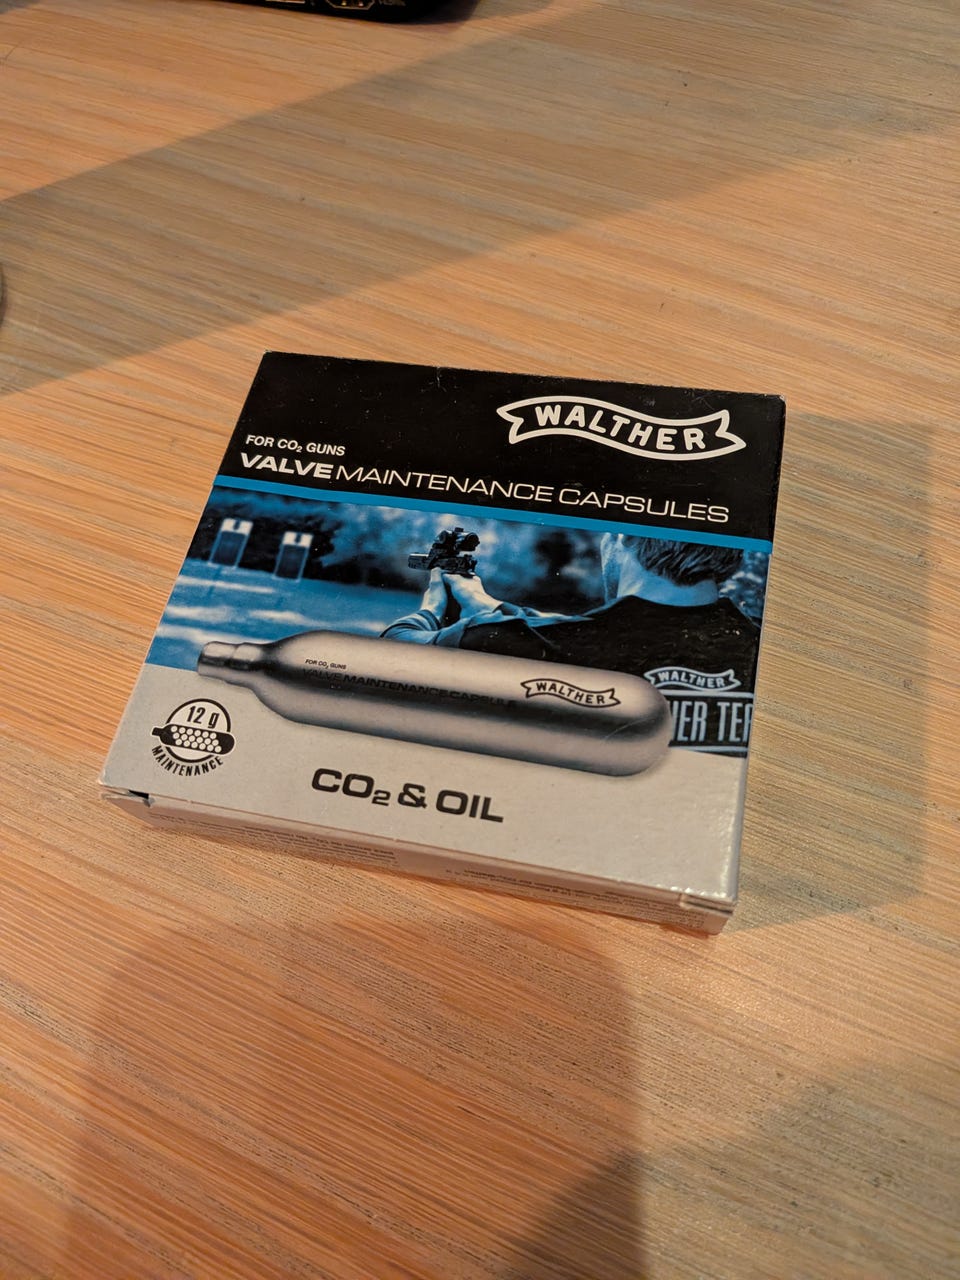 WALTHER
FOR CO₂ GUNS
VALVE MAINTENANCE CAPSULES
FOR CO₂ GUNS
VALVE MAINTENANCE CAPSULE
WALTHER
WALTHER
12 g
MAINTENANCE
CO₂ & OIL